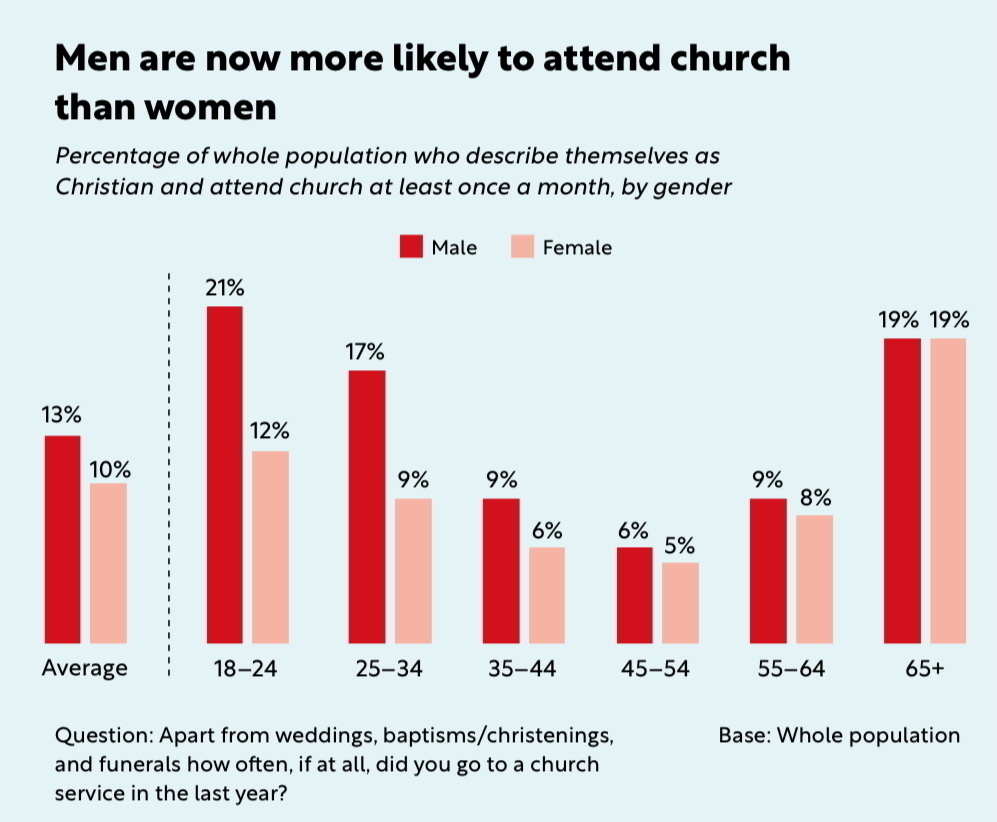 Men are now more likely to attend church
than women
Percentage of whole population who describe themselves as
Christian and attend church at least once a month, by gender
Male Female
13% 10% 21% 12% 17% 9% 9% 6% 6% 5% 9% 8% 19% 19%
Average 18–24 25–34 35–44 45–54 55–64 65+
Question: Apart from weddings, baptisms/christenings,
and funerals how often, if at all, did you go to a church
service in the last year?
Base: Whole population